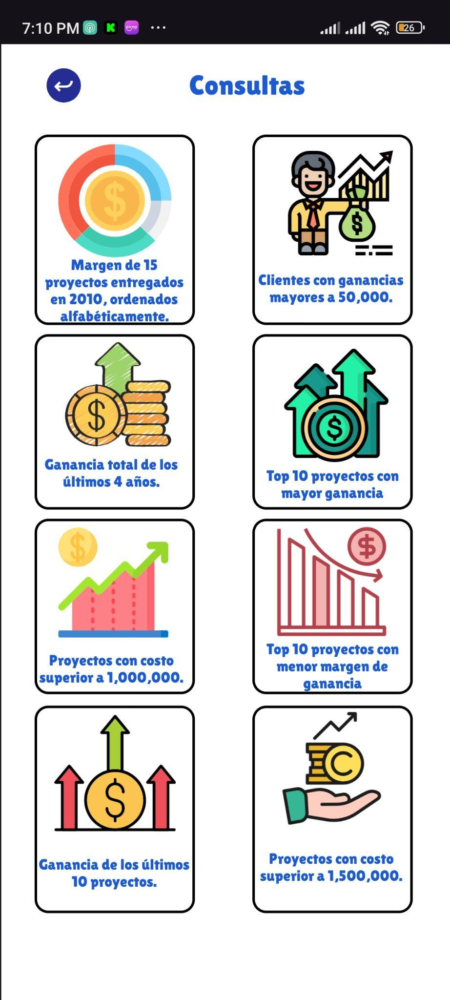 7:10 PM
picap
26
Consultas
Margen de 15
proyectos entregados
en 2010, ordenados
alfabéticamente.
Clientes con ganancias
mayores a 50,000.
Ganancia total de los
últimos 4 años.
Top 10 proyectos con
mayor ganancia
Proyectos con costo
superior a 1,000,000.
Top 10 proyectos con
menor margen de
ganancia
Ganancia de los últimos
10 proyectos.
Proyectos con costo
superior a 1,500,000.